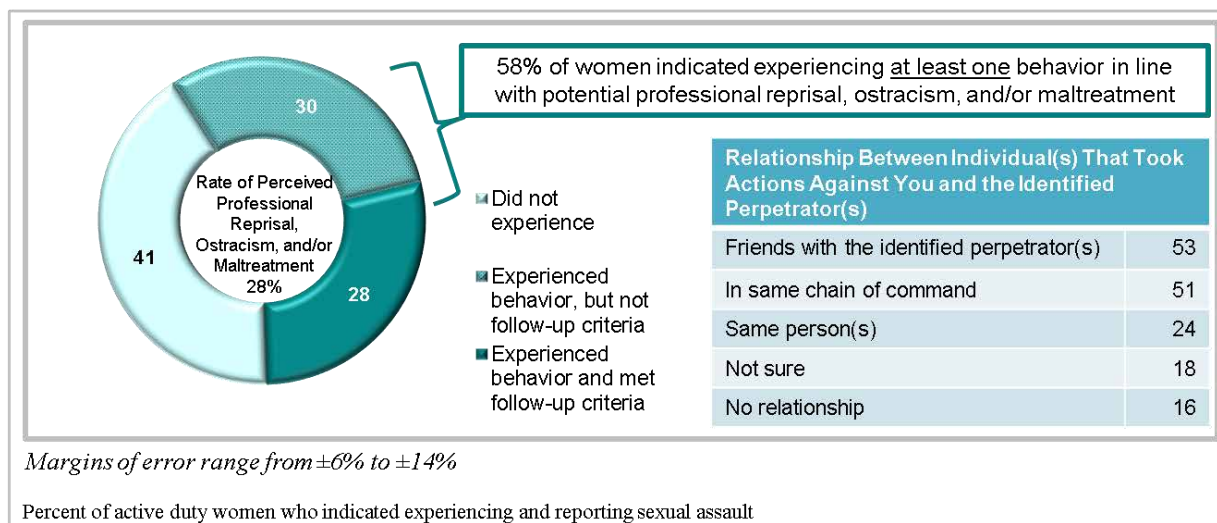 58% of women indicated experiencing at least one behavior in line
with potential professional reprisal, ostracism, and/or maltreatment
30
41
28
Rate of Perceived
Professional
Reprisal,
Ostracism, and/or
Maltreatment
28%
Did not
experience
Experienced
behavior, but not
follow-up criteria
Experienced
behavior and met
follow-up criteria
Relationship Between Individual(s) That Took
Actions Against You and the Identified
Perpetrator(s)
Friends with the identified perpetrator(s) 53
In same chain of command 51
Same person(s) 24
Not sure 18
No relationship 16
Margins of error range from ±6% to ±14%
Percent of active duty women who indicated experiencing and reporting sexual assault